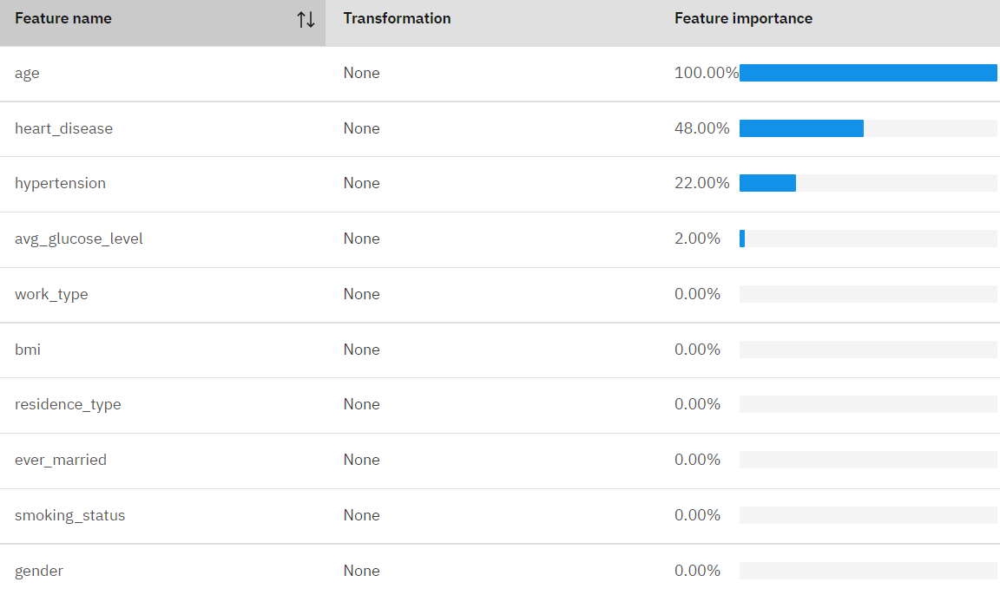 Feature name Transformation Feature importance
age None 100.00%
heart_disease None 48.00%
hypertension None 22.00%
avg_glucose_level None 2.00%
work_type None 0.00%
bmi None 0.00%
residence_type None 0.00%
ever_married None 0.00%
smoking_status None 0.00%
gender None 0.00%